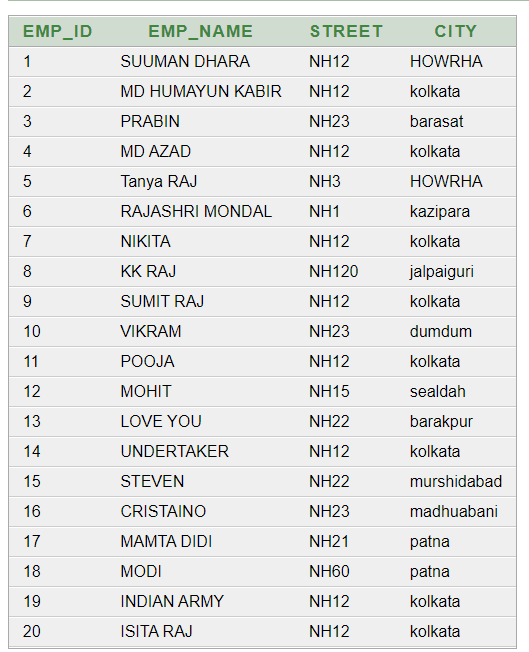 EMP_ID EMP_NAME STREET CITY
1 SUUMAN DHARA NH12 HOWRHA
2 MD HUMAYUN KABIR NH12 kolkata
3 PRABIN NH23 barasat
4 MD AZAD NH12 kolkata
5 Tanya RAJ NH3 HOWRHA
6 RAJASHRI MONDAL NH1 kazipara
7 NIKITA NH12 kolkata
8 KK RAJ NH120 jalpaiguri
9 SUMIT RAJ NH12 kolkata
10 VIKRAM NH23 dumdum
11 POOJA NH12 kolkata
12 MOHIT NH15 sealdah
13 LOVE YOU NH22 barakpur
14 UNDERTAKER NH12 kolkata
15 STEVEN NH22 murshidabad
16 CRISTAINO NH23 madhuabani
17 MAMTA DIDI NH21 patna
18 MODI NH60 patna
19 INDIAN ARMY NH12 kolkata
20 ISITA RAJ NH12 kolkata